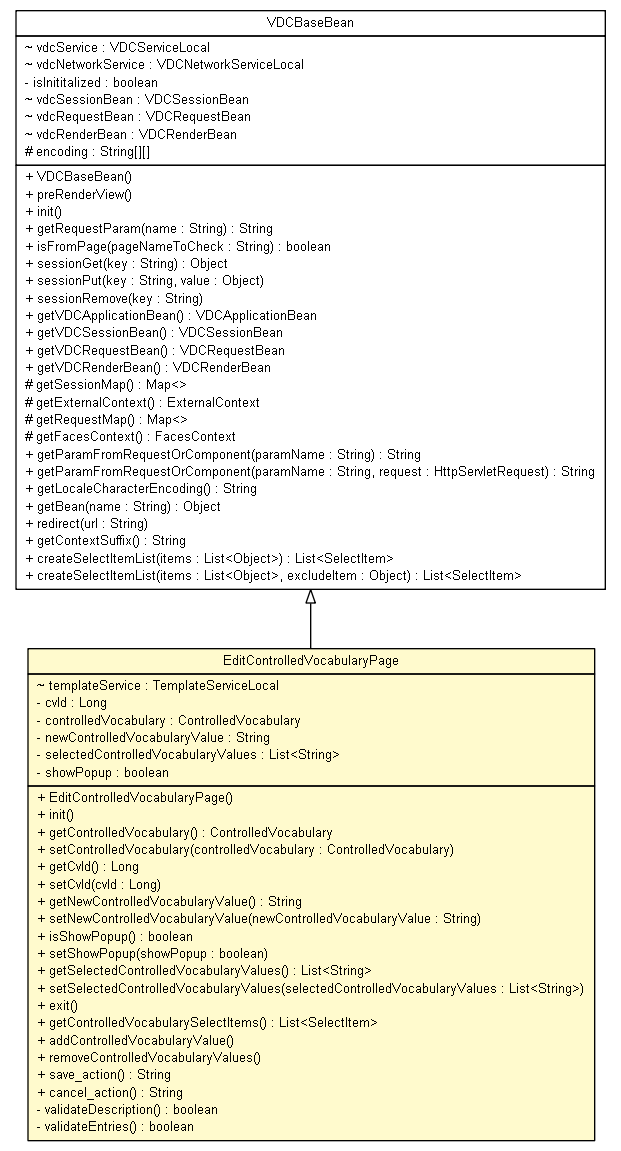 VDCBaseBean
~ vdcService : VDCServiceLocal
~ vdcNetworkService : VDCNetworkServiceLocal
- isInititalized : boolean
~ vdcSessionBean : VDCSessionBean
~ vdcRequestBean : VDCRequestBean
~ vdcRenderBean : VDCRenderBean
# encoding : String[][]
+ VDCBaseBean()
+ preRenderView()
+ init()
+ getRequestParam(name : String) : String
+ isFromPage(pageNameToCheck : String) : boolean
+ sessionGet(key : String) : Object
+ sessionPut(key : String, value : Object)
+ sessionRemove(key : String)
+ getVDCApplicationBean() : VDCApplicationBean
+ getVDCSessionBean() : VDCSessionBean
+ getVDCRequestBean() : VDCRequestBean
+ getVDCRenderBean() : VDCRenderBean
# getSessionMap() : Map<>
# getExternalContext() : ExternalContext
# getRequestMap() : Map<>
# getFacesContext() : FacesContext
+ getParamFromRequestOrComponent(paramName : String) : String
+ getParamFromRequestOrComponent(paramName : String, request : HttpServletRequest) : String
+ getLocaleCharacterEncoding() : String
+ getBean(name : String) : Object
+ redirect(url : String)
+ getContextSuffix() : String
+ createSelectItemList(items : List<Object>) : List<SelectItem>
+ createSelectItemList(items : List<Object>, excludeItem : Object) : List<SelectItem>
EditControlledVocabularyPage
~ templateService : TemplateServiceLocal
- cvId : Long
- controlledVocabulary : ControlledVocabulary
- newControlledVocabularyValue : String
- selectedControlledVocabularyValues : List<String>
- showPopup : boolean
+ EditControlledVocabularyPage()
+ init()
+ getControlledVocabulary() : ControlledVocabulary
+ setControlledVocabulary(controlledVocabulary : ControlledVocabulary)
+ getCvId() : Long
+ setCvId(cvId : Long)
+ getNewControlledVocabularyValue() : String
+ setNewControlledVocabularyValue(newControlledVocabularyValue : String)
+ isShowPopup() : boolean
+ setShowPopup(showPopup : boolean)
+ getSelectedControlledVocabularyValues() : List<String>
+ setSelectedControlledVocabularyValues(selectedControlledVocabularyValues : List<String>)
+ exit()
+ getControlledVocabularySelectItems() : List<SelectItem>
+ addControlledVocabularyValue()
+ removeControlledVocabularyValues()
+ save_action() : String
+ cancel_action() : String
- validateDescription() : boolean
- validateEntries() : boolean